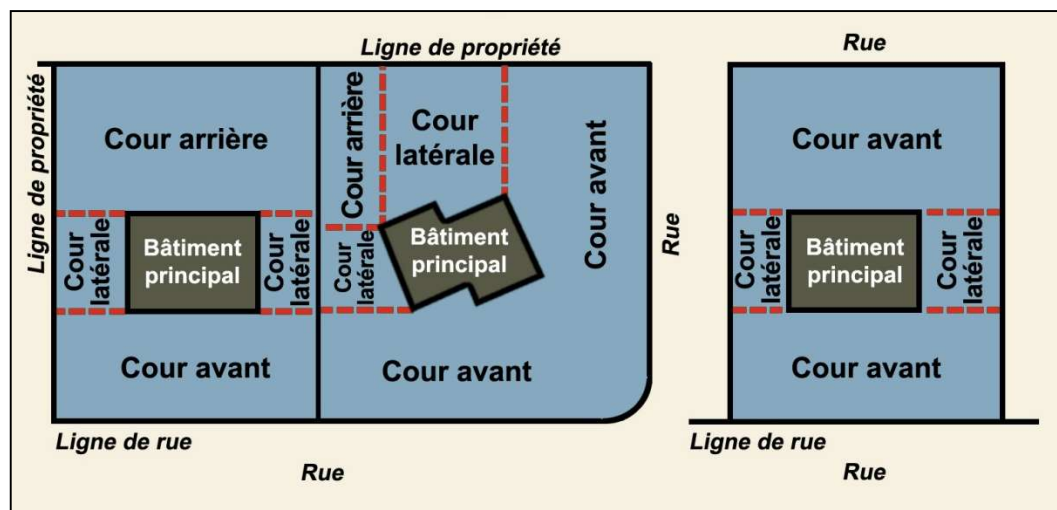 Ligne de propriété
Rue
Ligne de propriété
Cour arrière
Cour arrière
Cour
latérale
Cour avant
Rue
Cour avant
Cour
latérale
Bâtiment
principal
Cour
latérale
Cour
latérale
Bâtiment
principal
Cour
latérale
Bâtiment
principal
Cour
latérale
Cour avant
Cour avant
Cour avant
Ligne de rue
Rue
Ligne de rue
Rue